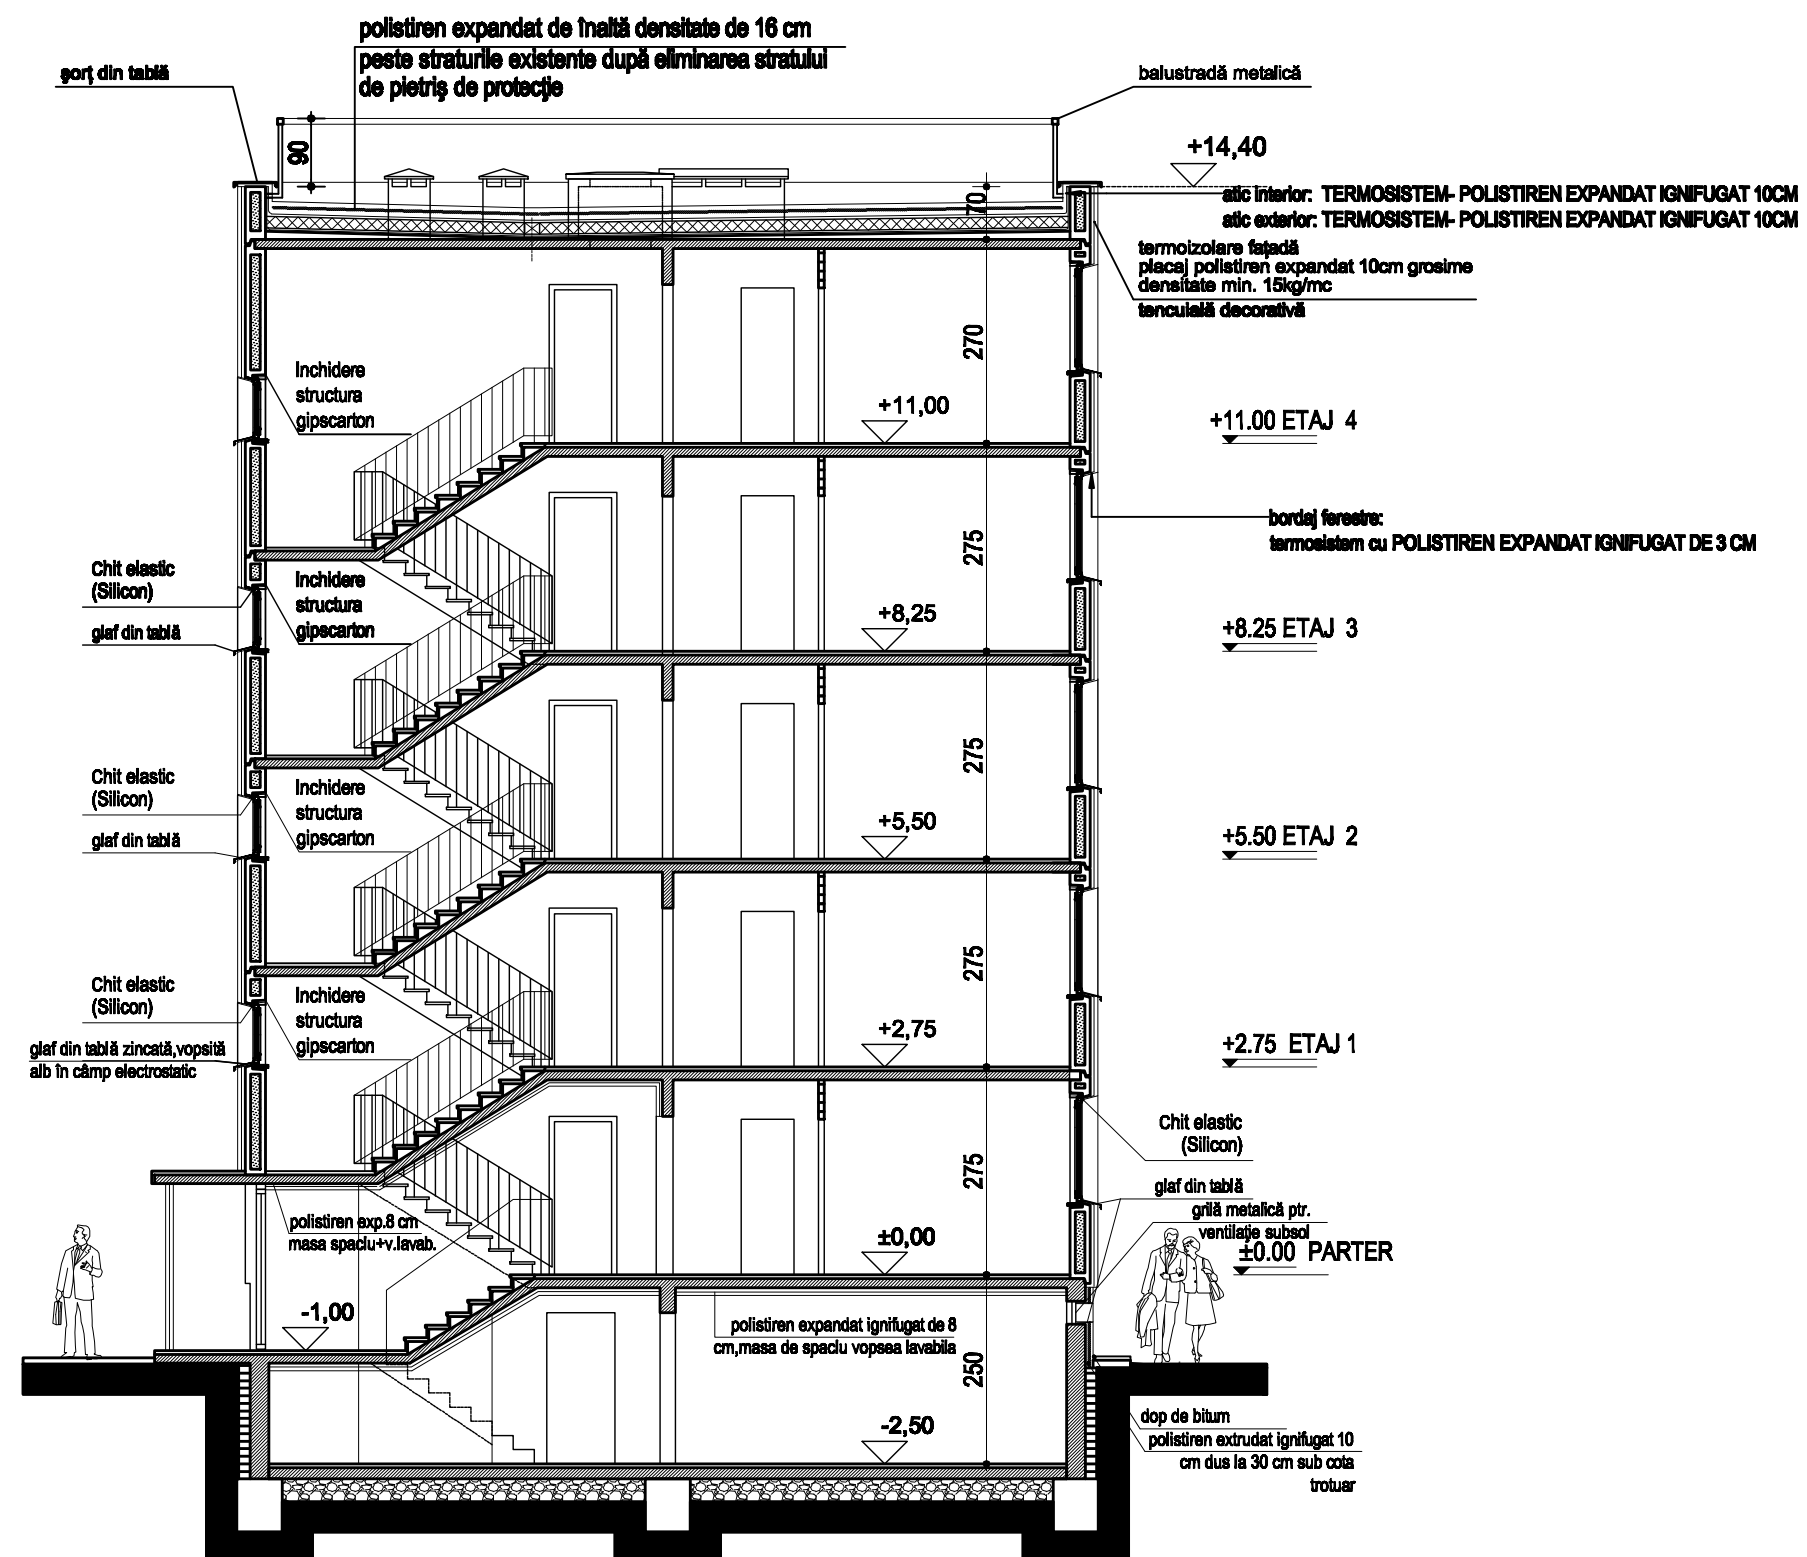 polistiren expandat de înaltă densitate de 16 cm
peste straturile existente după eliminarea stratului
de pietriş de protecţie
şorţ din tablă
balustradă metalică
90
+14,40
70
atic interior: TERMOSISTEM- POLISTIREN EXPANDAT IGNIFUGAT 10CM
atic exterior: TERMOSISTEM- POLISTIREN EXPANDAT IGNIFUGAT 10CM
termoizolare faţadă
placaj polistiren expandat 10cm grosime
densitate min. 15kg/mc
tencuială decorativă
270
Inchidere
structura
gipscarton
+11,00
+11.00 ETAJ 4
bordaj ferestre:
termosistem cu POLISTIREN EXPANDAT IGNIFUGAT DE 3 CM
275
Chit elastic
(Silicon)
glaf din tablă
Inchidere
structura
gipscarton
+8,25
+8.25 ETAJ 3
275
Chit elastic
(Silicon)
glaf din tablă
Inchidere
structura
gipscarton
+5,50
+5.50 ETAJ 2
275
Chit elastic
(Silicon)
Inchidere
structura
gipscarton
glaf din tablă zincată,vopsită
alb în câmp electrostatic
+2,75
+2.75 ETAJ 1
Chit elastic
(Silicon)
275
glaf din tablă
grilă metalică ptr.
ventilaţie subsol
polistiren exp.8 cm
masa spaclu+v.lavab.
±0,00
±0.00 PARTER
-1,00
polistiren expandat ignifugat de 8
cm,masa de spaclu vopsea lavabila
250
-2,50
dop de bitum
polistiren extrudat ignifugat 10
cm dus la 30 cm sub cota
trotuar